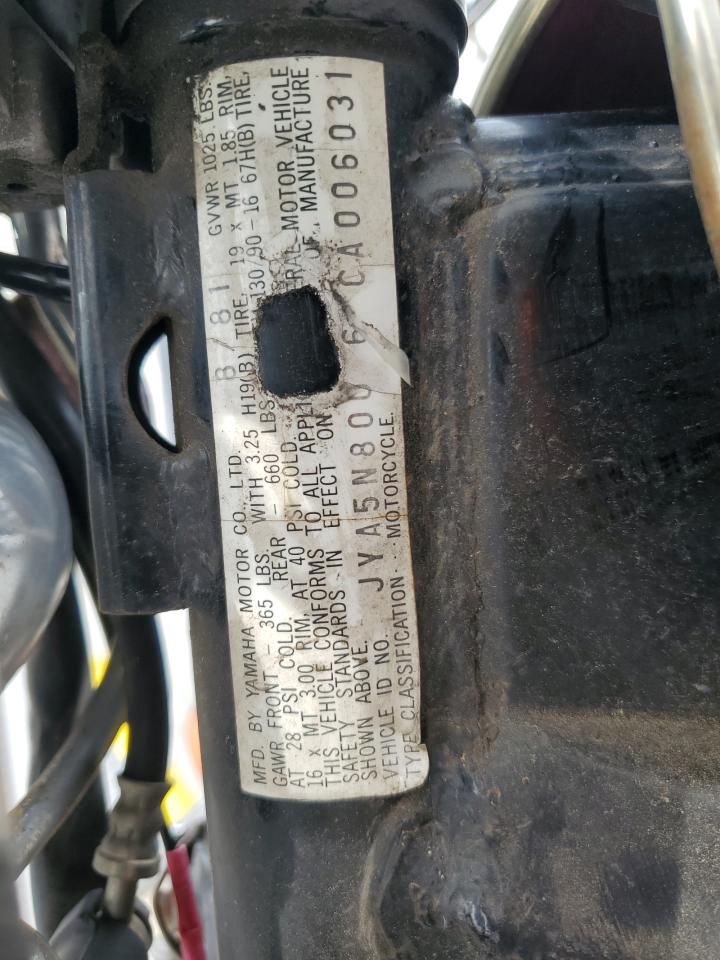 MFD. BY YAMAHA MOTOR CO., LTD. 8/81 GVWR 1025 LBS.
GAWR FRONT - 365 LBS. WITH 3.25 H19(B) TIRE, 19 x MT 1.85 RIM,
AT 28 PSI COLD. REAR - 660 LBS. 130/90-16 67H(B) TIRE,
16 x MT 3.00 RIM, AT 40 PSI COLD.
THIS VEHICLE CONFORMS TO ALL MOTOR VEHICLE
SAFETY STANDARDS IN EFFECT ON OF MANUFACTURE
SHOWN ABOVE.
VEHICLE ID NO. JYA5N800 6 CA006031
TYPE CLASSIFICATION MOTORCYCLE.